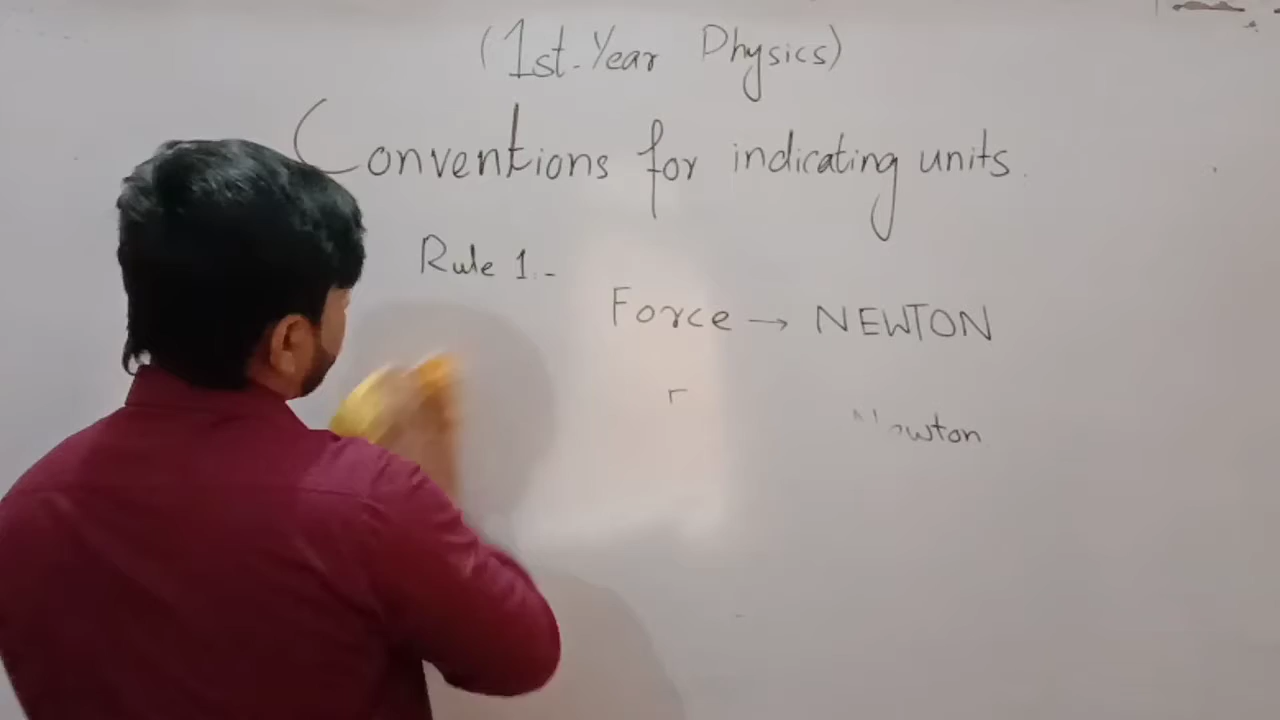 (1st-Year Physics)
Conventions for indicating units.
Rule 1.-
Force → NEWTON